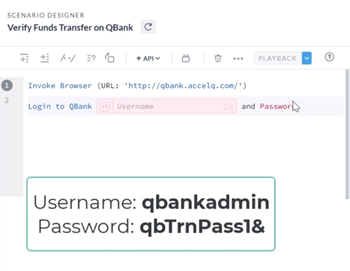 SCENARIO DESIGNER
Verify Funds Transfer on QBank
+ API
PLAYBACK
1 Invoke Browser (URL: 'http://qbank.accelq.com/')
2 Login to QBank Username and Passwor
Username: qbankadmin
Password: qbTrnPass1&